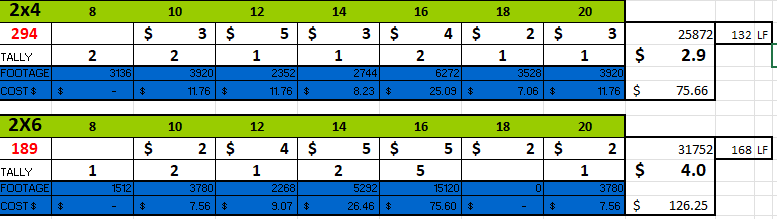 2x4 8 10 12 14 16 18 20
294 $ 3 $ 5 $ 3 $ 4 $ 2 $ 3 25872 132 LF
TALLY 2 2 1 1 2 1 1 $ 2.9
FOOTAGE 3136 3920 2352 2744 6272 3528 3920
COST $ $ - $ 11.76 $ 11.76 $ 8.23 $ 25.09 $ 7.06 $ 11.76 $ 75.66
2X6 8 10 12 14 16 18 20
189 $ 2 $ 4 $ 5 $ 5 $ 2 $ 2 31752 168 LF
TALLY 1 2 1 2 5 1 $ 4.0
FOOTAGE 1512 3780 2268 5292 15120 0 3780
COST $ $ - $ 7.56 $ 9.07 $ 26.46 $ 75.60 $ - $ 7.56 $ 126.25